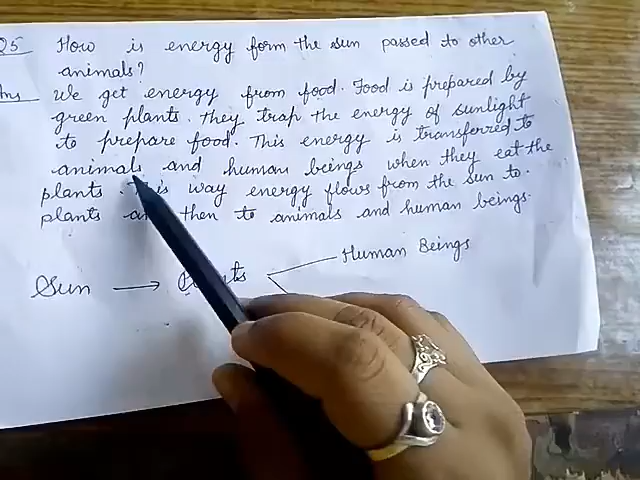 Q5 How is energy form the sun passed to other
animals?
Ans We get energy from food. Food is prepared by
green plants. They trap the energy of sunlight
to prepare food. This energy is transferred to
animals and human beings when they eat the
plants. way energy flows from the sun to.
plants then to animals and human beings.
Human Beings
Sun →